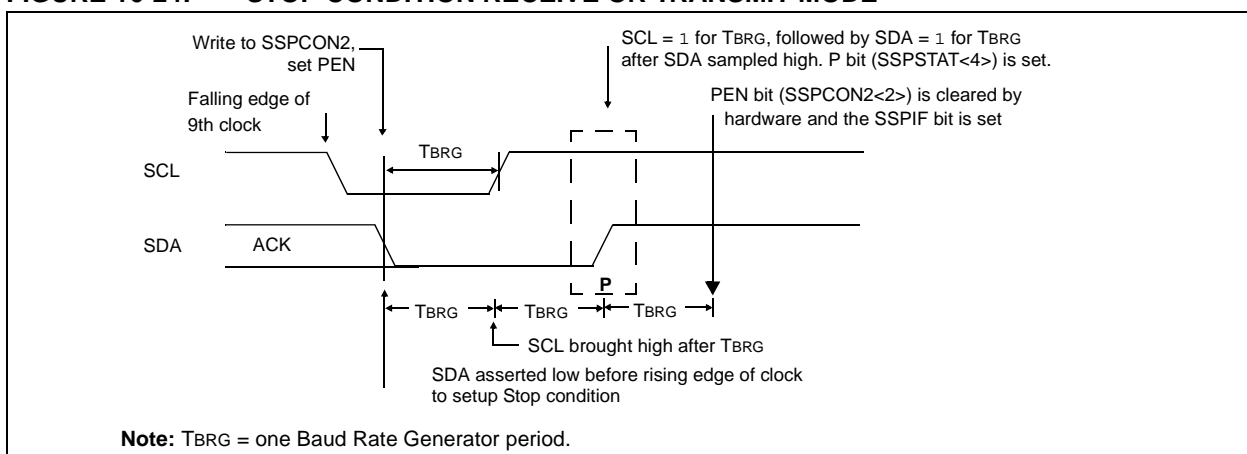 Write to SSPCON2,
set PEN
SCL = 1 for TBRG, followed by SDA = 1 for TBRG
after SDA sampled high. P bit (SSPSTAT<4>) is set.
Falling edge of
9th clock
PEN bit (SSPCON2<2>) is cleared by
hardware and the SSPIF bit is set
TBRG
SCL
SDA
ACK
P
TBRG
TBRG
TBRG
SCL brought high after TBRG
SDA asserted low before rising edge of clock
to setup Stop condition
Note: TBRG = one Baud Rate Generator period.